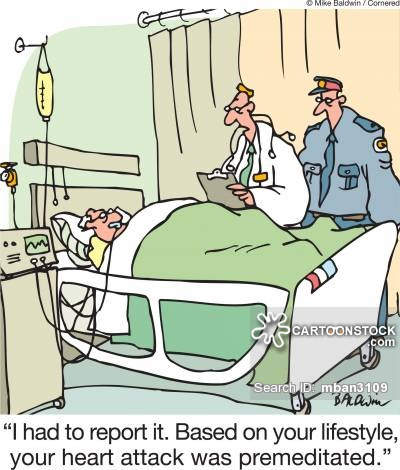 © Mike Baldwin / Cornered
CARTOONSTOCK
.com
Search ID: mban3109
BALDWIN
“I had to report it. Based on your lifestyle,
your heart attack was premeditated.”